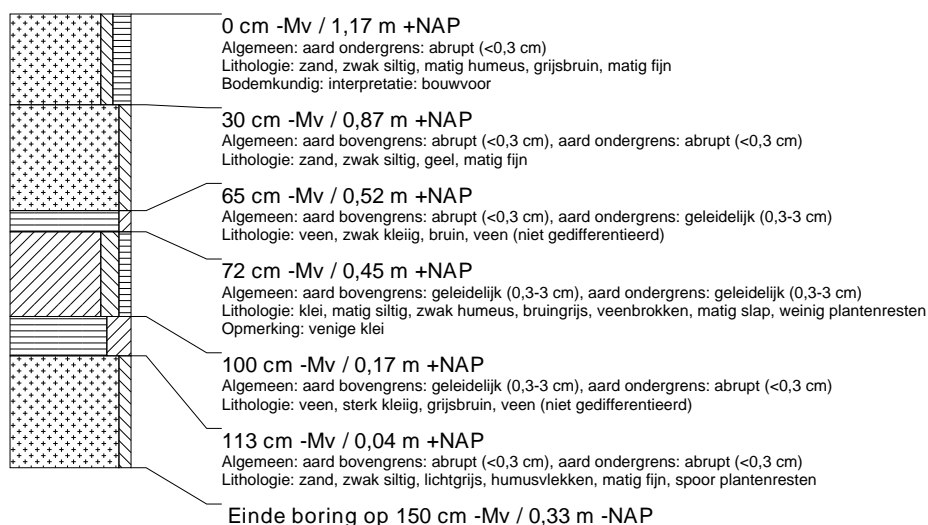 0 cm -Mv / 1,17 m +NAP
Algemeen: aard ondergrens: abrupt (<0,3 cm)
Lithologie: zand, zwak siltig, matig humeus, grijsbruin, matig fijn
Bodemkundig: interpretatie: bouwvoor
30 cm -Mv / 0,87 m +NAP
Algemeen: aard bovengrens: abrupt (<0,3 cm), aard ondergrens: abrupt (<0,3 cm)
Lithologie: zand, zwak siltig, geel, matig fijn
65 cm -Mv / 0,52 m +NAP
Algemeen: aard bovengrens: abrupt (<0,3 cm), aard ondergrens: geleidelijk (0,3-3 cm)
Lithologie: veen, zwak kleiig, bruin, veen (niet gedifferentieerd)
72 cm -Mv / 0,45 m +NAP
Algemeen: aard bovengrens: geleidelijk (0,3-3 cm), aard ondergrens: geleidelijk (0,3-3 cm)
Lithologie: klei, matig siltig, zwak humeus, bruingrijs, veenbrokken, matig slap, weinig plantenresten
Opmerking: venige klei
100 cm -Mv / 0,17 m +NAP
Algemeen: aard bovengrens: geleidelijk (0,3-3 cm), aard ondergrens: abrupt (<0,3 cm)
Lithologie: veen, sterk kleiig, grijsbruin, veen (niet gedifferentieerd)
113 cm -Mv / 0,04 m +NAP
Algemeen: aard bovengrens: abrupt (<0,3 cm), aard ondergrens: abrupt (<0,3 cm)
Lithologie: zand, zwak siltig, lichtgrijs, humusvlekken, matig fijn, spoor plantenresten
Einde boring op 150 cm -Mv / 0,33 m -NAP